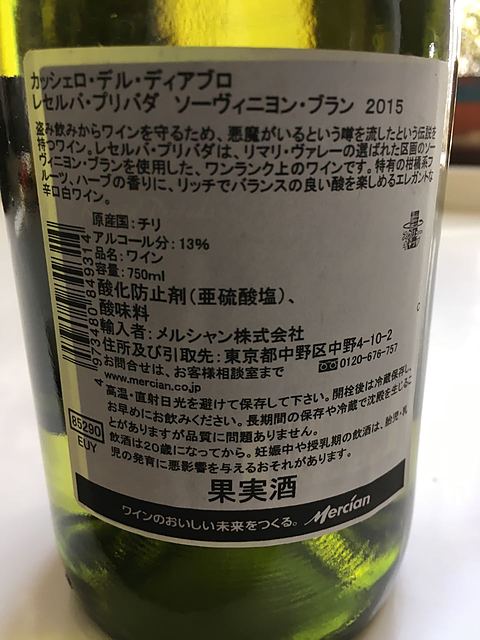 カッシェロ・デル・ディアブロ
レセルバ・プリバダ ソーヴィニヨン・ブラン 2015
盗み飲みからワインを守るため、悪魔がいるという噂を流したという伝説を
持つワイン。レセルバ・プリバダは、リマリ・ヴァレーの選ばれた区画のソー
ヴィニヨン・ブランを使用した、ワンランク上のワインです。特有の柑橘系フ
ルーツ、ハーブの香りに、リッチでバランスの良い酸を楽しめるエレガントな
辛口白ワイン。
原産国:チリ
アルコール分:13%
品名:ワイン
容量:750ml
酸化防止剤(亜硫酸塩)、
酸味料
輸入者:メルシャン株式会社
住所及び引取先:東京都中野区中野4-10-2
お問合せは、お客様相談室まで 0120-676-757
www.mercian.co.jp
高温・直射日光を避けて保存して下さい。開栓後は冷蔵保存し、
お早めにお飲みください。長期間の保存や冷蔵で沈殿を生じるこ
とがありますが品質に問題ありません。
飲酒は20歳になってから。妊娠中や授乳期の飲酒は、胎児・乳
児の発育に悪影響を与えるおそれがあります。
果実酒
4 973480 849314
85290
EUY
ワインのおいしい未来をつくる。 Mercian